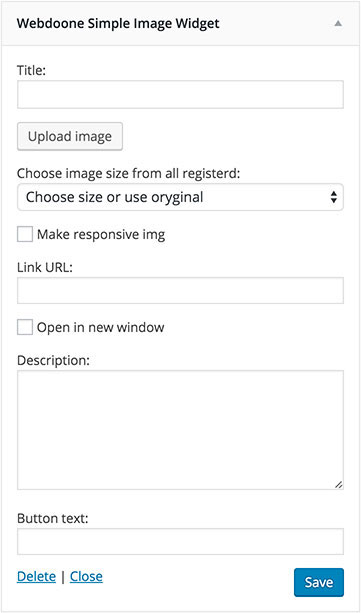 Webdoone Simple Image Widget
Title:
Upload image
Choose image size from all registerd:
Choose size or use oryginal
Make responsive img
Link URL:
Open in new window
Description:
Button text:
Delete | Close
Save